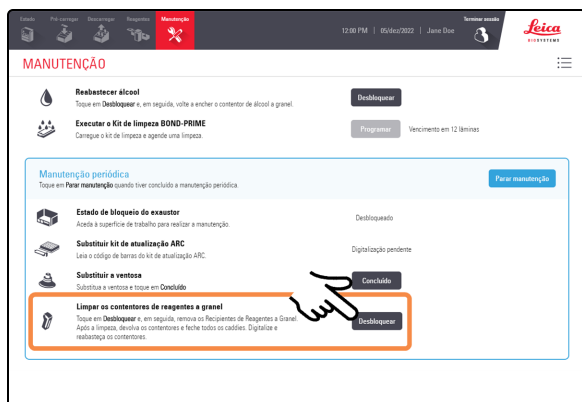 Estado Pré-carregar Descarregar Reagentes Manutenção
12:00 PM | 05/dez/2022 | Jane Doe
Terminar sessão
Leica
BIOSYSTEMS
MANUTENÇÃO
Reabastecer álcool
Toque em Desbloquear e, em seguida, volte a encher o contentor de álcool a granel.
Desbloquear
Executar o Kit de limpeza BOND-PRIME
Carregue o kit de limpeza e agende uma limpeza.
Programar Vencimento em 12 lâminas
Manutenção periódica
Toque em Parar manutenção quando tiver concluído a manutenção periódica.
Parar manutenção
Estado de bloqueio do exaustor
Aceda à superfície de trabalho para realizar a manutenção.
Desbloqueado
Substituir kit de atualização ARC
Leia o código de barras do kit de atualização ARC.
Digitalização pendente
Substituir a ventosa
Substitua a ventosa e toque em Concluído
Concluído
Limpar os contentores de reagentes a granel
Toque em Desbloquear e, em seguida, remova os Recipientes de Reagentes a Granel.
Após a limpeza, devolva os contentores e feche todos os caddies. Digitalize e
reabasteça os contentores.
Desbloquear